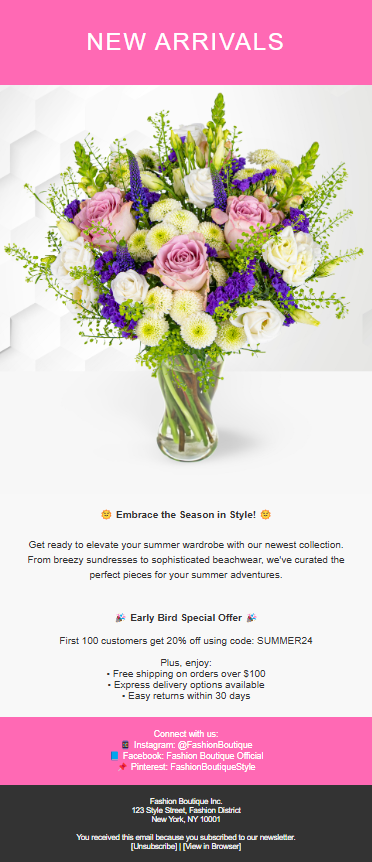 NEW ARRIVALS
🌞 Embrace the Season in Style! 🌞
Get ready to elevate your summer wardrobe with our newest collection.
From breezy sundresses to sophisticated beachwear, we've curated the
perfect pieces for your summer adventures.
🎉 Early Bird Special Offer 🎉
First 100 customers get 20% off using code: SUMMER24
Plus, enjoy:
• Free shipping on orders over $100
• Express delivery options available
• Easy returns within 30 days
Connect with us:
📱 Instagram: @FashionBoutique
📘 Facebook: Fashion Boutique Official
📌 Pinterest: FashionBoutiqueStyle
Fashion Boutique Inc.
123 Style Street, Fashion District
New York, NY 10001
You received this email because you subscribed to our newsletter.
[Unsubscribe] | [View in Browser]